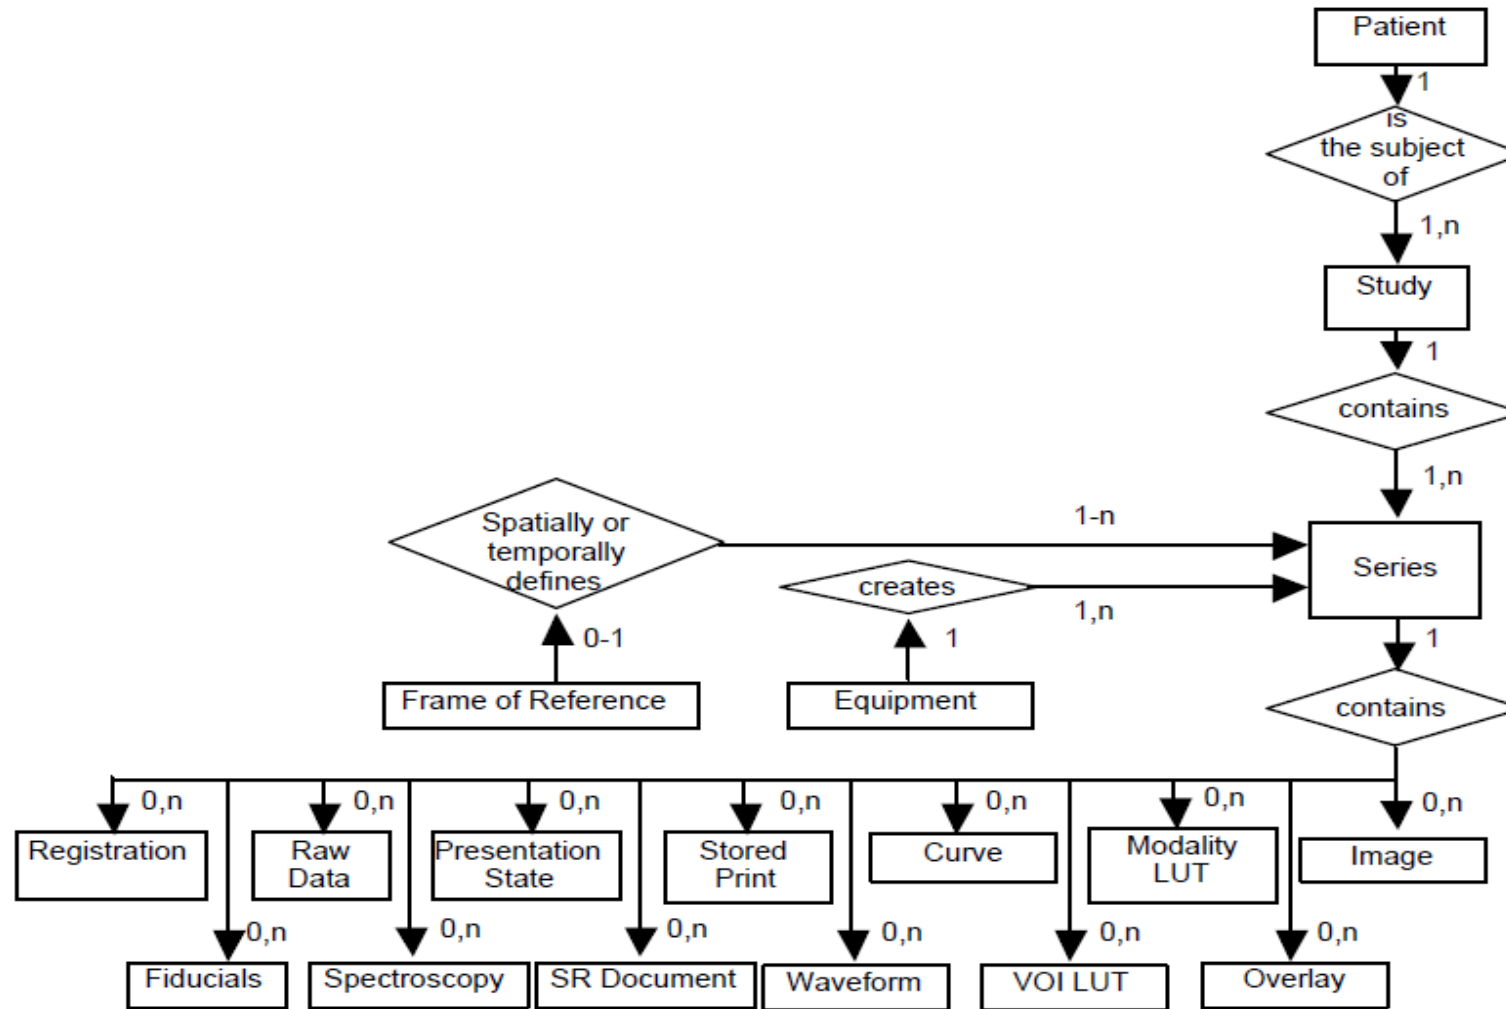 Patient
1
is
the subject
of
1,n
Study
1
contains
1,n
Spatially or
temporally
defines
1-n
creates
1,n
Series
0-1
1
1
Frame of Reference
Equipment
contains
0,n
0,n
0,n
0,n
0,n
0,n
0,n
Registration
Raw
Data
Presentation
State
Stored
Print
Curve
Modality
LUT
Image
0,n
0,n
0,n
0,n
0,n
0,n
Fiducials
Spectroscopy
SR Document
Waveform
VOI LUT
Overlay